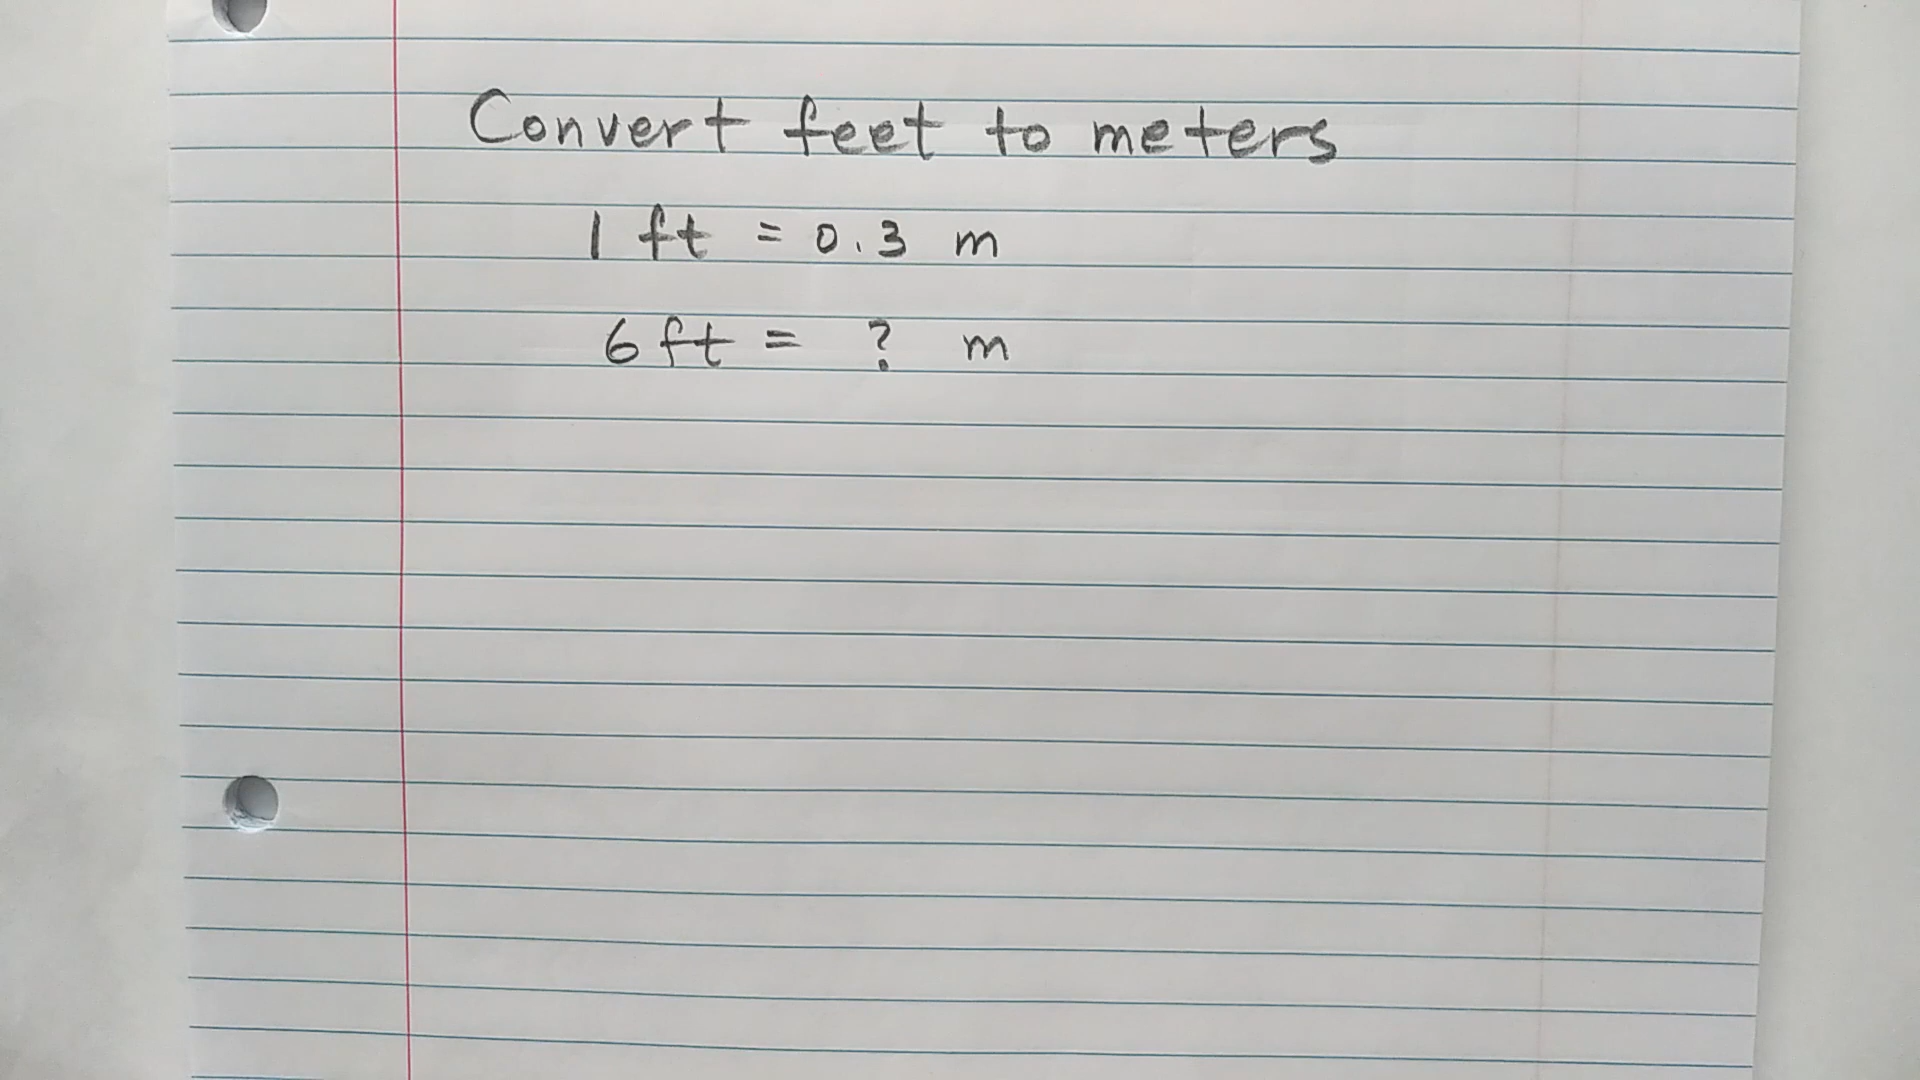 Convert feet to meters
1 ft = 0.3 m
6 ft = ? m